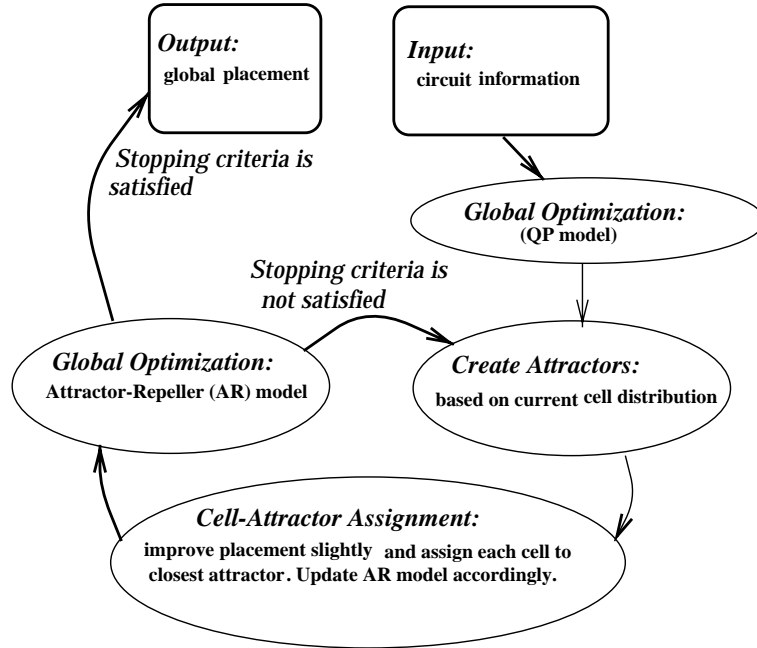 Output:
global placement
Input:
circuit information
Stopping criteria is
satisfied
Global Optimization:
(QP model)
Stopping criteria is
not satisfied
Global Optimization:
Attractor-Repeller (AR) model
Create Attractors:
based on current cell distribution
Cell-Attractor Assignment:
improve placement slightly and assign each cell to
closest attractor. Update AR model accordingly.